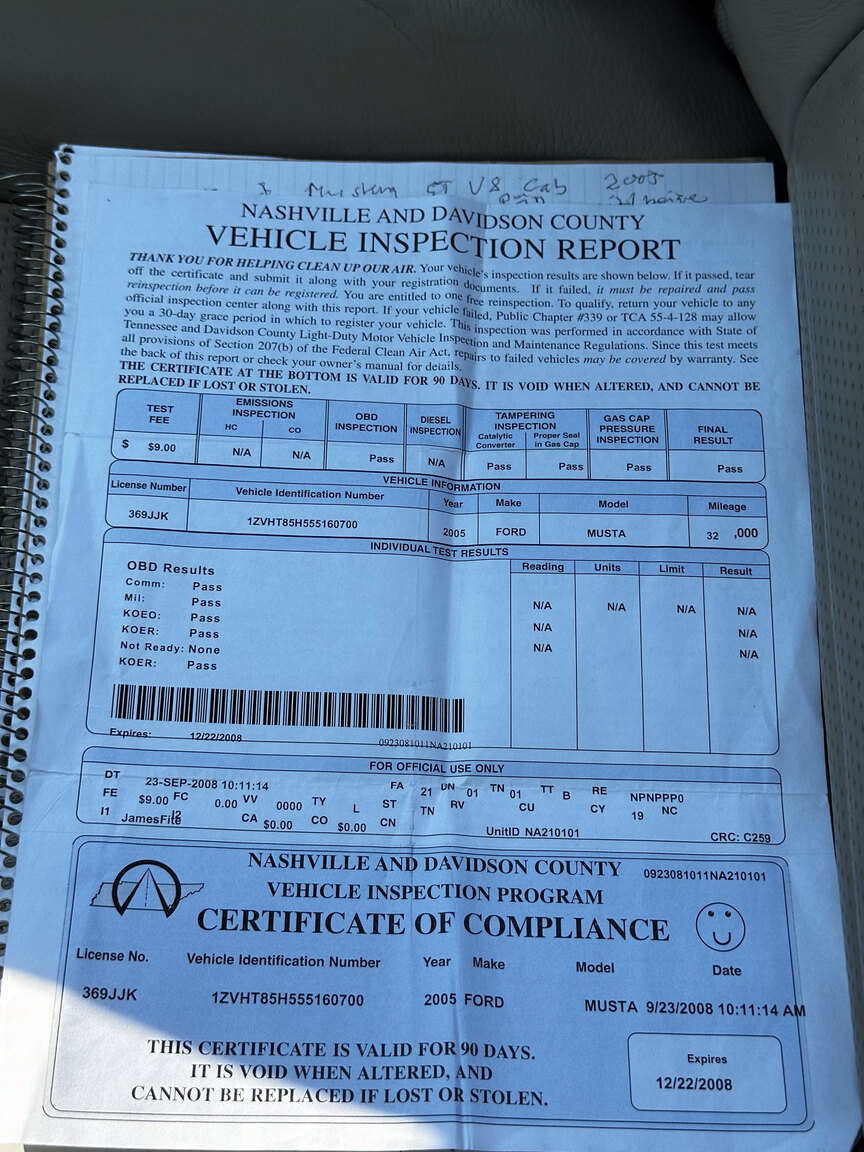 Mustang GT V8 Cab 2005
NASHVILLE AND DAVIDSON COUNTY
VEHICLE INSPECTION REPORT
THANK YOU FOR HELPING CLEAN UP OUR AIR. Your vehicle's inspection results are shown below. If it passed, tear
off the certificate and submit it along with your registration documents. If it failed, it must be repaired and pass
reinspection before it can be registered. You are entitled to one free reinspection. To qualify, return your vehicle to any
official inspection center along with this report. If your vehicle failed, Public Chapter #339 or TCA 55-4-128 may allow
you a 30-day grace period in which to register your vehicle. This inspection was performed in accordance with State of
Tennessee and Davidson County Light-Duty Motor Vehicle Inspection and Maintenance Regulations. Since this test meets
all provisions of Section 207(b) of the Federal Clean Air Act, repairs to failed vehicles may be covered by warranty. See
the back of this report or check your owner's manual for details.
THE CERTIFICATE AT THE BOTTOM IS VALID FOR 90 DAYS. IT IS VOID WHEN ALTERED, AND CANNOT BE
REPLACED IF LOST OR STOLEN.
TEST FEE EMISSIONS INSPECTION HC CO OBD INSPECTION DIESEL INSPECTION TAMPERING INSPECTION Catalytic Converter Proper Seal in Gas Cap GAS CAP PRESSURE INSPECTION FINAL RESULT
$ $9.00 N/A N/A Pass N/A Pass Pass Pass Pass
VEHICLE INFORMATION
License Number Vehicle Identification Number Year Make Model Mileage
369JJK 1ZVHT85H555160700 2005 FORD MUSTA 32 ,000
INDIVIDUAL TEST RESULTS
OBD Results Reading Units Limit Result
Comm: Pass
Mil: Pass N/A N/A N/A N/A
KOEO: Pass N/A N/A
KOER: Pass N/A N/A
Not Ready: None
KOER: Pass
Expires: 12/22/2008 0923081011NA210101
FOR OFFICIAL USE ONLY
DT 23-SEP-2008 10:11:14 FA 21 UN 01 TN 01 TT B RE NPNPPP0
FE $9.00 FC 0.00 VV 0000 TY L ST TN RV CU CY 19 NC
I1 JamesFite I2 CA $0.00 CO $0.00 CN UnitID NA210101 CRC: C259
NASHVILLE AND DAVIDSON COUNTY 0923081011NA210101
VEHICLE INSPECTION PROGRAM
CERTIFICATE OF COMPLIANCE
License No. Vehicle Identification Number Year Make Model Date
369JJK 1ZVHT85H555160700 2005 FORD MUSTA 9/23/2008 10:11:14 AM
THIS CERTIFICATE IS VALID FOR 90 DAYS.
IT IS VOID WHEN ALTERED, AND
CANNOT BE REPLACED IF LOST OR STOLEN.
Expires
12/22/2008